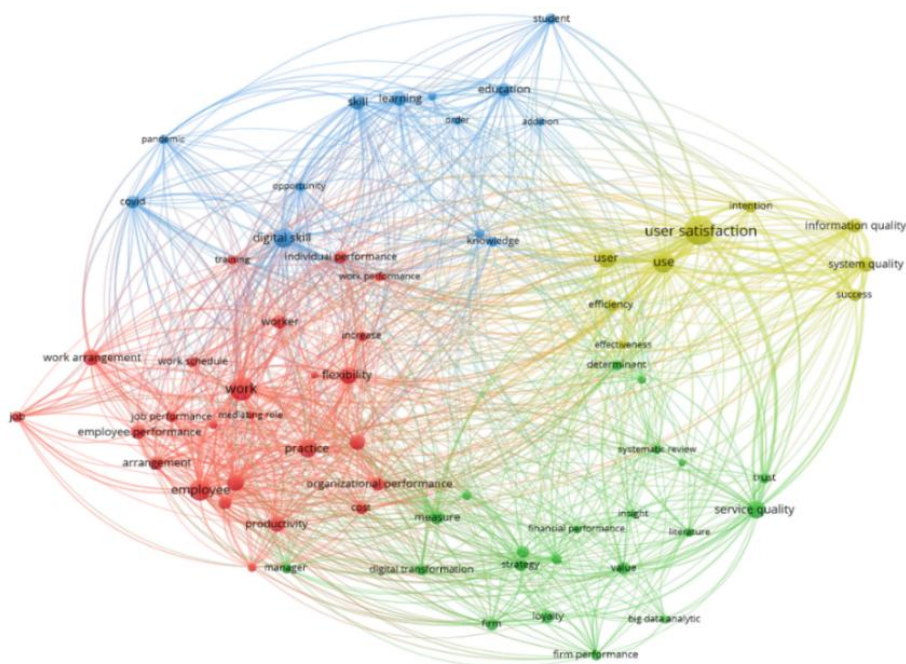 student
education
skill
learning
order
addition
pandemic
opportunity
covid
intention
information quality
user satisfaction
digital skill
knowledge
training
individual performance
user
use
system quality
work performance
success
efficiency
worker
increase
effectiveness
determinant
work arrangement
work schedule
flexibility
work
job
job performance
mediating role
employee performance
practice
systematic review
arrangement
organizational performance
trust
employee
cost
service quality
productivity
measure
insight
financial performance
literature
manager
digital transformation
strategy
value
firm
loyalty
big data analytic
firm performance